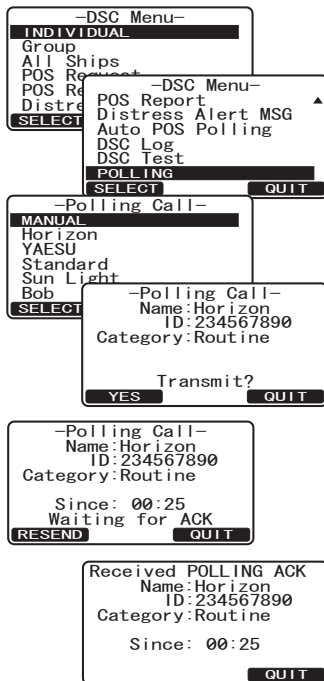 –DSC Menu–
INDIVIDUAL
Group
All Ships
POS Request
POS Re
Distre
SELECT
–DSC Menu–
POS Report ▲
Distress Alert MSG
Auto POS Polling
DSC Log
DSC Test
POLLING
SELECT QUIT
–Polling Call–
MANUAL
Horizon
YAESU
Standard
Sun Light
Bob
SELECT
–Polling Call–
Name:Horizon
ID:234567890
Category:Routine
Transmit?
YES QUIT
–Polling Call–
Name:Horizon
ID:234567890
Category:Routine
Since: 00:25
Waiting for ACK
RESEND QUIT
Received POLLING ACK
Name:Horizon
ID:234567890
Category:Routine
Since: 00:25
QUIT